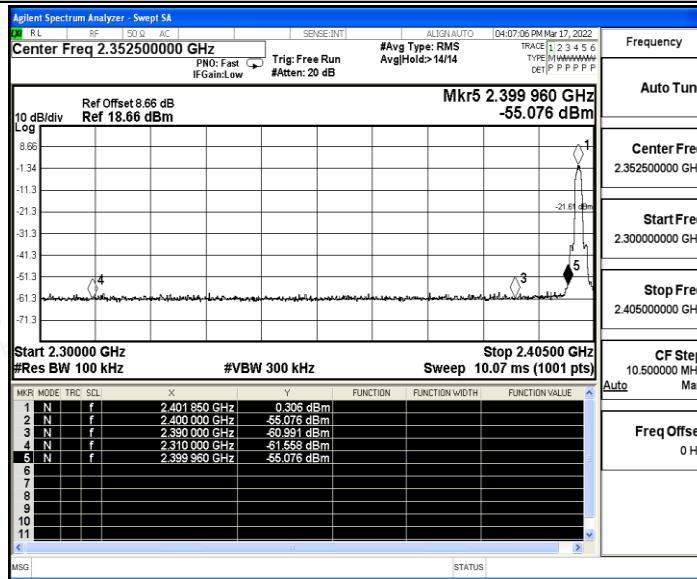 Agilent Spectrum Analyzer - Swept SA
RL RF 50 Ω AC SENSE:INT ALIGNAUTO 04:07:06 PM Mar 17, 2022
Center Freq 2.352500000 GHz
PNO: Fast Trig: Free Run
IFGain:Low #Atten: 20 dB
#Avg Type: RMS
Avg|Hold:>14/14
TRACE 1 2 3 4 5 6
TYPE M
DET P P P P P P
Frequency
Auto Tun
Ref Offset 8.66 dB
10 dB/div Ref 18.66 dBm
Log
Mkr5 2.399 960 GHz
-55.076 dBm
8.66
-1.34
-11.3
-21.3
-31.3
-41.3
-51.3
-61.3
-71.3
1
-21.61 dBm
5
3
4
Start 2.30000 GHz Stop 2.40500 GHz
#Res BW 100 kHz #VBW 300 kHz Sweep 10.07 ms (1001 pts)
Center Fre
2.352500000 GH
Start Fre
2.300000000 GH
Stop Fre
2.405000000 GH
CF Ste
10.500000 MH
Auto Ma
Freq Offse
0 H
MKR MODE TRC SCL X Y FUNCTION FUNCTION WIDTH FUNCTION VALUE
1 N f 2.401 850 GHz 0.306 dBm
2 N f 2.400 000 GHz -55.076 dBm
3 N f 2.390 000 GHz -60.991 dBm
4 N f 2.310 000 GHz -61.558 dBm
5 N f 2.399 960 GHz -55.076 dBm
6
7
8
9
10
11
MSG STATUS